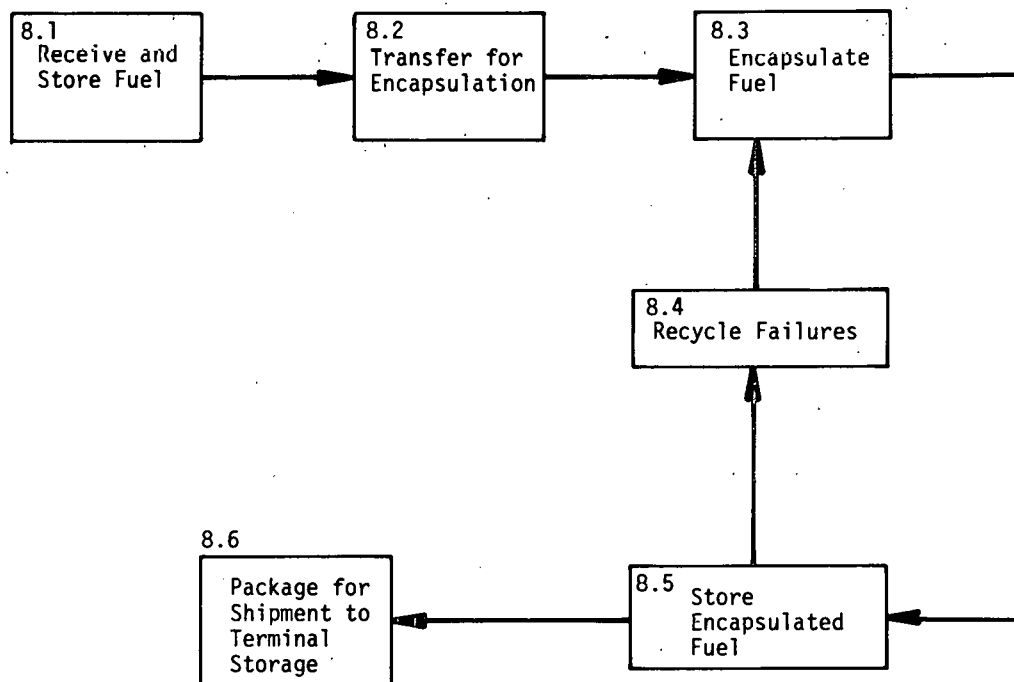 8.1
Receive and
Store Fuel
8.2
Transfer for
Encapsulation
8.3
Encapsulate
Fuel
8.4
Recycle Failures
8.5
Store
Encapsulated
Fuel
8.6
Package for
Shipment to
Terminal
Storage